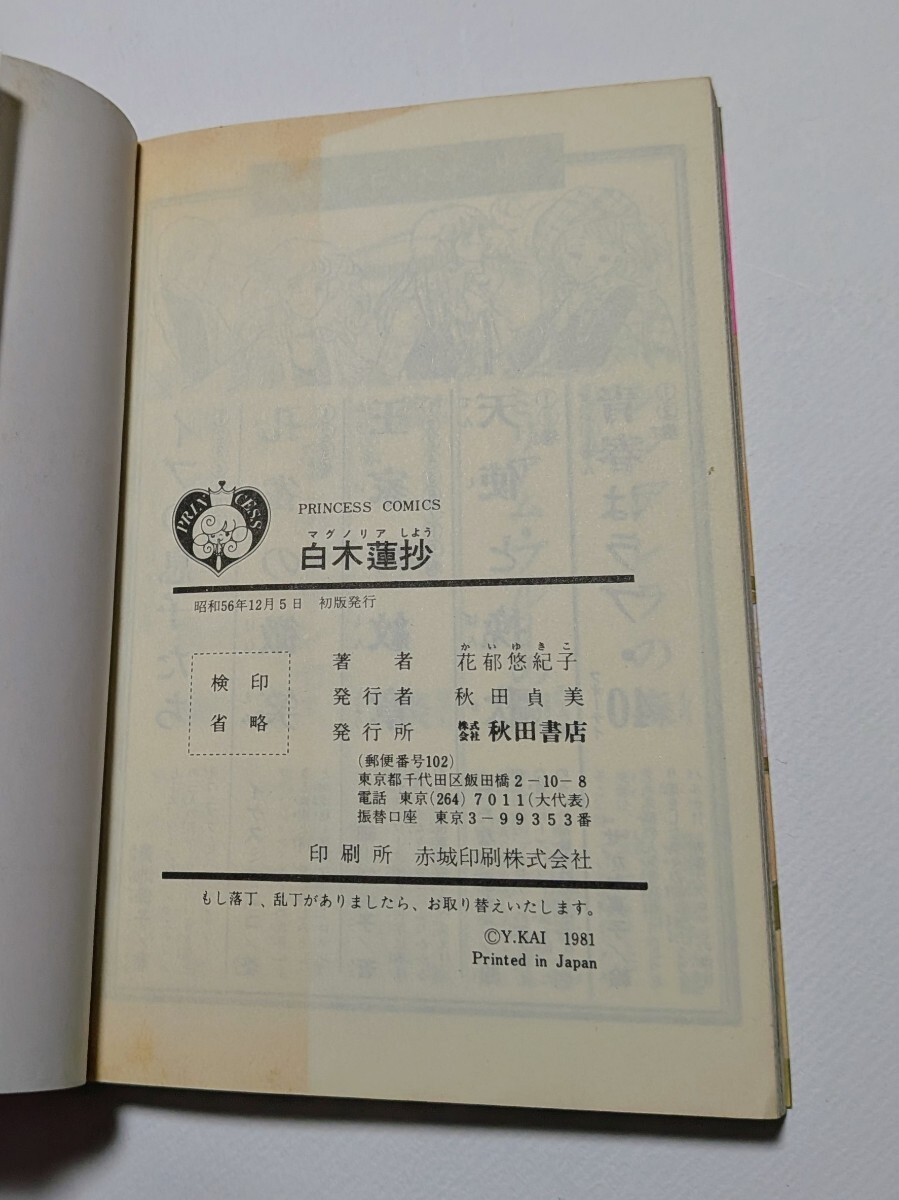 PRINCESS
PRINCESS COMICS
マグノリア しよう
白木蓮抄
昭和56年12月5日 初版発行
検印
省略
かいゆきこ
著者 花郁悠紀子
発行者 秋田貞美
発行所 株式会社 秋田書店
(郵便番号102)
東京都千代田区飯田橋2-10-8
電話 東京(264)7011(大代表)
振替口座 東京3-99353番
印刷所 赤城印刷株式会社
もし落丁、乱丁がありましたら、お取り替えいたします。
©Y.KAI 1981
Printed in Japan